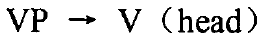 VP → V（head）